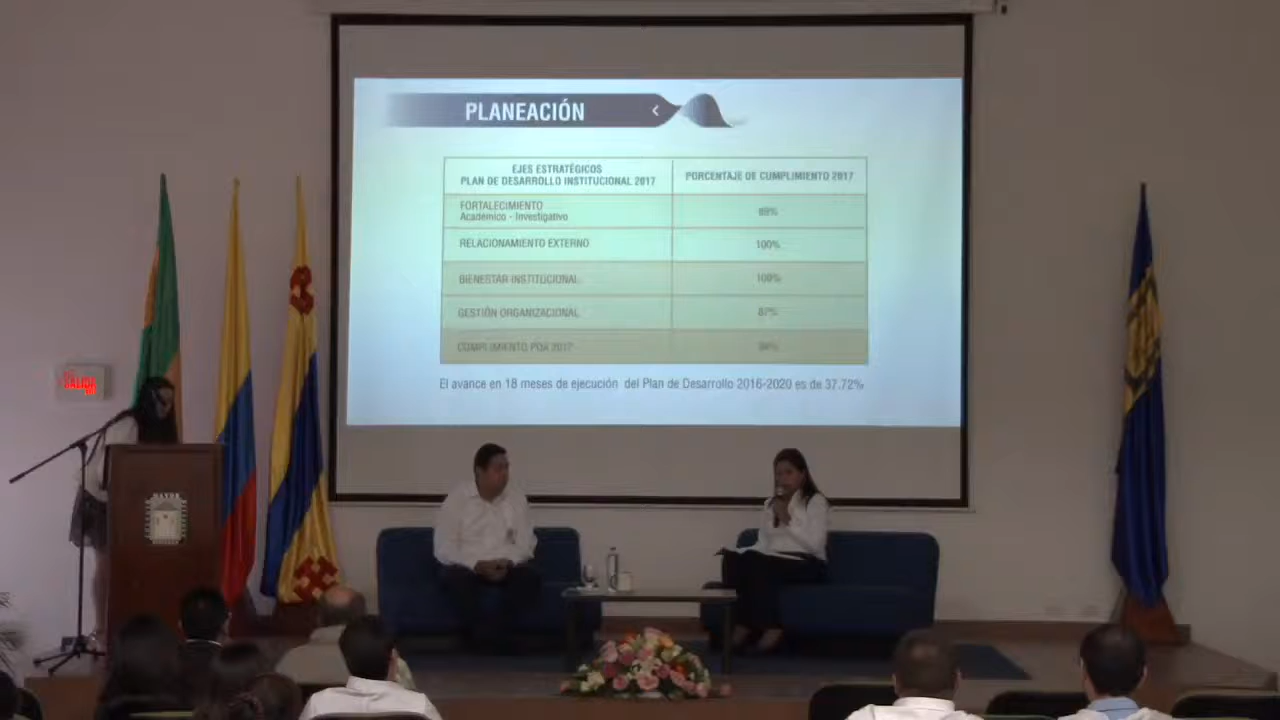 PLANEACIÓN
EJES ESTRATÉGICOS
PLAN DE DESARROLLO INSTITUCIONAL 2017
PORCENTAJE DE CUMPLIMIENTO 2017
FORTALECIMIENTO
Académico - Investigativo
RELACIONAMIENTO EXTERNO
100%
BIENESTAR INSTITUCIONAL
100%
GESTIÓN ORGANIZACIONAL
87%
CUMPLIMIENTO POA 2017
El avance en 18 meses de ejecución del Plan de Desarrollo 2016-2020 es de 37.72%
SALIDA